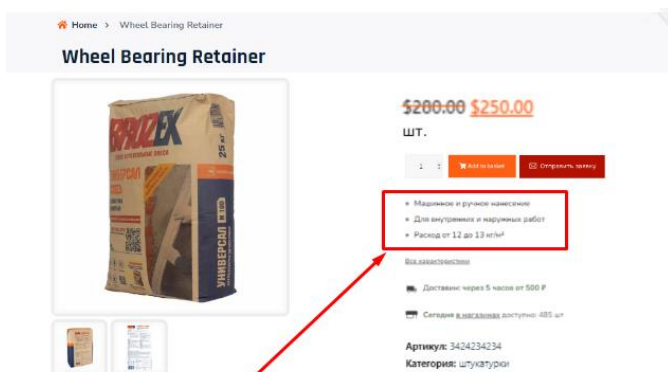 Home > Wheel Bearing Retainer
Wheel Bearing Retainer
BROZEX
25 кг
УНИВЕРСАЛ
$280.00 $250.00
шт.
1
Add to basket
Отправить заявку
Машинное и ручное нанесение
Для внутренних и наружных работ
Расход от 12 до 13 кг/м²
Все характеристики
Доставим: через 5 часов от 500 ₽
Сегодня в магазинах доступно: 485 шт
Артикул: 3424234234
Категория: штукатурки